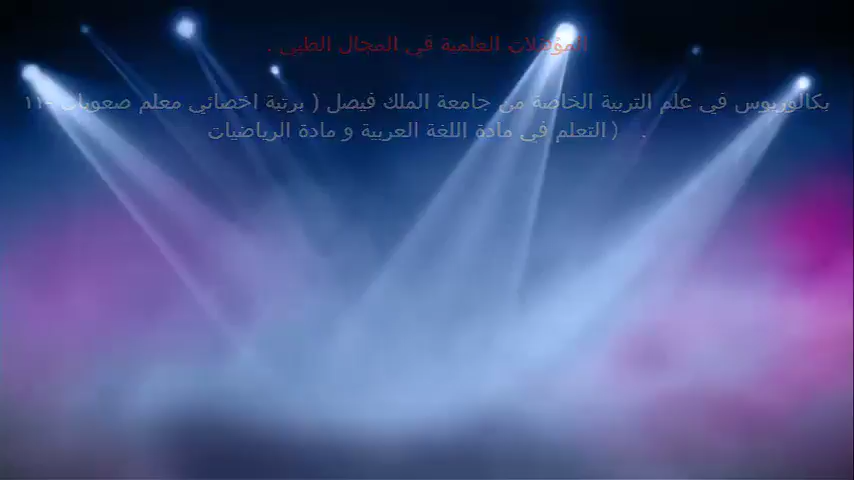 المؤهلات العلمية في المجال الطبي .
١١- بكالوريوس في علم التربية الخاصة من جامعة الملك فيصل ( برتبة اخصائي معلم صعوبات
التعلم في مادة اللغة العربية و مادة الرياضيات ) .